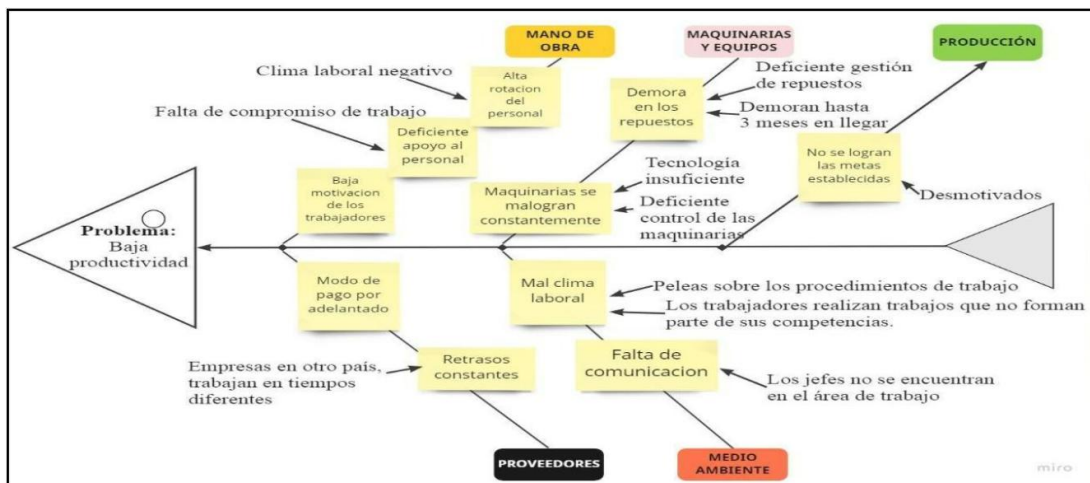 MANO DE
OBRA
MAQUINARIAS
Y EQUIPOS
PRODUCCIÓN
Clima laboral negativo
Alta
rotacion del
personal
Falta de compromiso de trabajo
Deficiente
apoyo al
personal
Baja
motivacion
de los
trabajadores
Demora
en los
repuestos
Deficiente gestión
de repuestos
Demoran hasta
3 meses en llegar
Maquinarias se
malogran
constantemente
Tecnología
insuficiente
Deficiente
control de las
maquinarias
No se logran
las metas
establecidas
Desmotivados
Problema:
Baja
productividad
Modo de
pago por
adelantado
Empresas en otro país,
trabajan en tiempos
diferentes
Retrasos
constantes
Mal clima
laboral
Peleas sobre los procedimientos de trabajo
Los trabajadores realizan trabajos que no forman
parte de sus competencias.
Falta de
comunicacion
Los jefes no se encuentran
en el área de trabajo
PROVEEDORES
MEDIO
AMBIENTE
miro